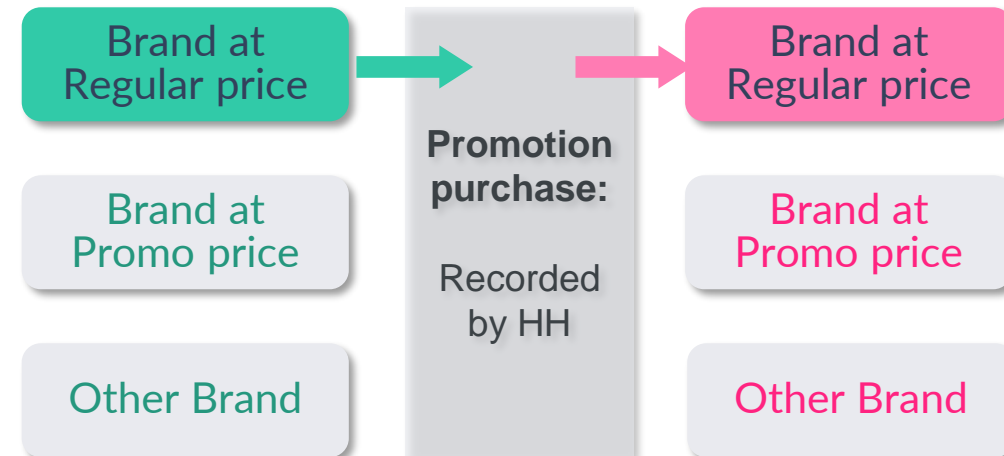 Brand at
Regular price
Brand at
Promo price
Other Brand
Promotion
purchase:
Recorded
by HH
Brand at
Regular price
Brand at
Promo price
Other Brand